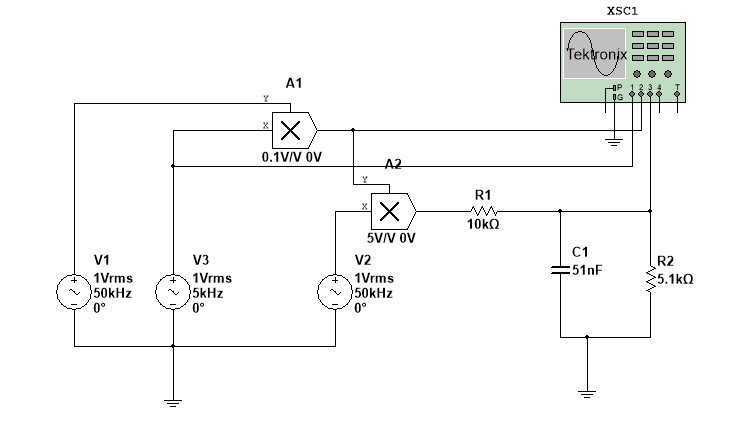 XSC1
Tektronix
P
G
1 2 3 4 T
A1
Y
X
0.1V/V 0V
A2
Y
X
5V/V 0V
R1
10kΩ
V1
1Vrms
50kHz
0°
V3
1Vrms
5kHz
0°
V2
1Vrms
50kHz
0°
C1
51nF
R2
5.1kΩ